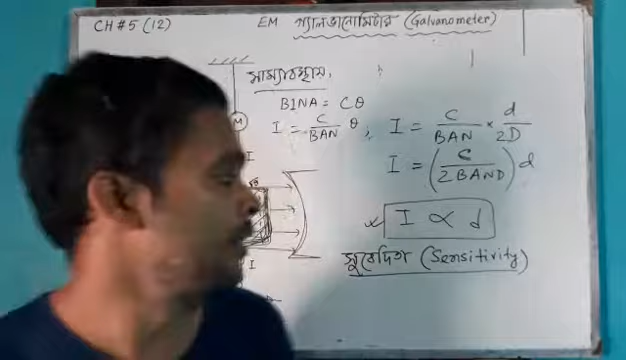 CH#5 (12) EM গ্যালভানোমিটার (Galvanometer)
সাম্যাবস্থায়,
BINA = Cθ
I = C/BAN θ ; I = C/BAN × d/2D
I = (C/2BAND) d
I ∝ d
সুবেদিতা (Sensitivity)
M
I
B
I